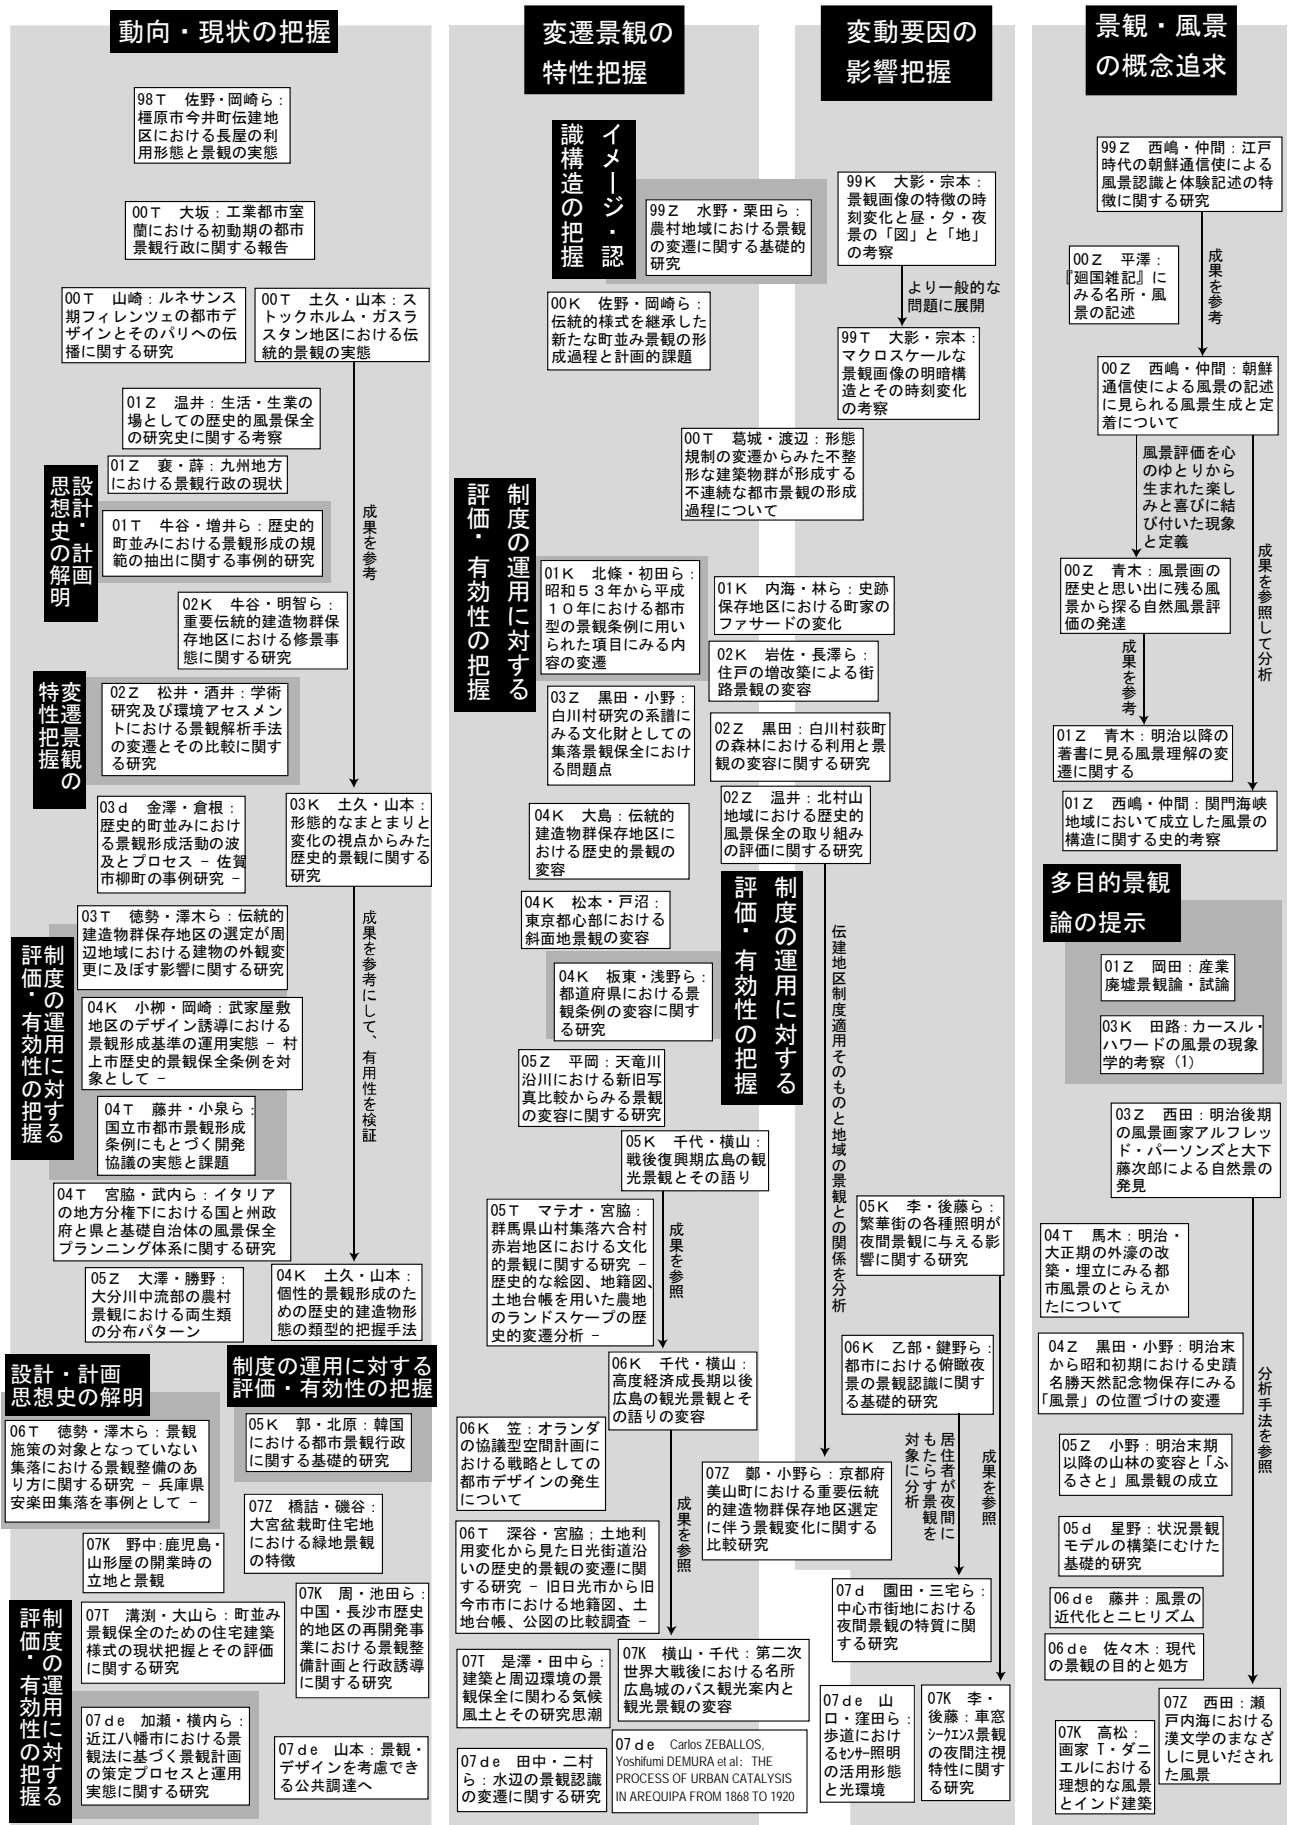 動向・現状の把握
98T 佐野・岡崎ら：
橿原市今井町伝建地
区における長屋の利
用形態と景観の実態
00T 大坂：工業都市室
蘭における初動期の都市
景観行政に関する報告
00T 山崎：ルネサンス
期フィレンツェの都市デ
ザインとそのパリへの伝
播に関する研究
00T 土久・山本：ス
トックホルム・ガスラ
スタン地区における伝
統的景観の実態
01Z 温井：生活・生業の
場としての歴史的風景保全
の研究史に関する考察
01Z 裵・薛：九州地方
における景観行政の現状
設計・計画
思想史の解明
01T 牛谷・増井ら：歴史的
町並みにおける景観形成の規
範の抽出に関する事例的研究
成果を参考
02K 牛谷・明智ら：
重要伝統的建造物群保
存地区における修景事
態に関する研究
変遷景観の
特性把握
02Z 松井・酒井：学術
研究及び環境アセスメン
トにおける景観解析手法
の変遷とその比較に関す
る研究
03d 金澤・倉根：
歴史的町並みにおけ
る景観形成活動の波
及とプロセス － 佐賀
市柳町の事例研究 －
03K 土久・山本：
形態的なまとまりと
変化の視点からみた
歴史的景観に関する
研究
03T 徳勢・澤木ら：伝統的
建造物群保存地区の選定が周
辺地域における建物の外観変
更に及ぼす影響に関する研究
制度の運用に対する
評価・有効性の把握
04K 小栁・岡崎：武家屋敷
地区のデザイン誘導における
景観形成基準の運用実態 － 村
上市歴史的景観保全条例を対
象として －
成果を参考にして、有用性を検証
04T 藤井・小泉ら：
国立市都市景観形成
条例にもとづく開発
協議の実態と課題
04T 宮脇・武内ら：イタリア
の地方分権下における国と州政
府と県と基礎自治体の風景保全
プランニング体系に関する研究
05Z 大澤・勝野：
大分川中流部の農村
景観における両生類
の分布パターン
04K 土久・山本：
個性的景観形成のた
めの歴史的建造物形
態の類型的把握手法
設計・計画
思想史の解明
制度の運用に対する
評価・有効性の把握
06T 徳勢・澤木ら：景観
施策の対象となっていない
集落における景観整備のあ
り方に関する研究 － 兵庫県
安楽田集落を事例として －
05K 郭・北原：韓国
における都市景観行政
に関する基礎的研究
07Z 橋詰・磯谷：
大宮盆栽町住宅地
における緑地景観
の特徴
07K 野中：鹿児島・
山形屋の開業時の
立地と景観
制度の運用に対する
評価・有効性の把握
07T 溝渕・大山ら：町並み
景観保全のための住宅建築
様式の現状把握とその評価
に関する研究
07K 周・池田ら：
中国・長沙市歴史
的地区の再開発事
業における景観整
備計画と行政誘導
に関する研究
07de 加瀬・横内ら：
近江八幡市における景
観法に基づく景観計画
の策定プロセスと運用
実態に関する研究
07de 山本：景観・
デザインを考慮でき
る公共調達へ
変遷景観の
特性把握
イメージ・認
識構造の把握
99Z 水野・栗田ら：
農村地域における景観
の変遷に関する基礎的
研究
00K 佐野・岡崎ら：
伝統的様式を継承した
新たな町並み景観の形
成過程と計画的課題
00T 葛城・渡辺：形態
規制の変遷からみた不整
形な建築物群が形成する
不連続な都市景観の形成
過程について
制度の運用に対する
評価・有効性の把握
01K 北條・初田ら：
昭和５３年から平成
１０年における都市
型の景観条例に用い
られた項目にみる内
容の変遷
01K 内海・林ら：史跡
保存地区における町家の
ファサードの変化
02K 岩佐・長澤ら：
住戸の増改築による街
路景観の変容
03Z 黒田・小野：
白川村研究の系譜に
みる文化財としての
集落景観保全におけ
る問題点
02Z 黒田：白川村荻町
の森林における利用と景
観の変容に関する研究
02Z 温井：北村山
地域における歴史的
風景保全の取り組み
の評価に関する研究
04K 大島：伝統的
建造物群保存地区に
おける歴史的景観の
変容
04K 松本・戸沼：
東京都心部における
斜面地景観の変容
制度の運用に対する
評価・有効性の把握
04K 板東・浅野ら：
都道府県における景
観条例の変容に関す
る研究
05Z 平岡：天竜川
沿川における新旧写
真比較からみる景観
の変容に関する研究
伝建地区制度適用そのものと地域の景観との関係を分析
05K 千代・横山：
戦後復興期広島の観
光景観とその語り
05T マテオ・宮脇：
群馬県山村集落六合村
赤岩地区における文化
的景観に関する研究 －
歴史的な絵図、地籍図、
土地台帳を用いた農地
のランドスケープの歴
史的変遷分析 －
成果を参照
06K 千代・横山：
高度経済成長期以後
広島の観光景観とそ
の語りの変容
06K 笠：オランダ
の協議型空間計画に
おける戦略としての
都市デザインの発生
について
成果を参照
07Z 鄭・小野ら：京都府
美山町における重要伝統
的建造物群保存地区選定
に伴う景観変化に関する
比較研究
06T 深谷・宮脇；土地利
用変化から見た日光街道沿
いの歴史的景観の変遷に関
する研究 － 旧日光市から旧
今市市における地籍図、土
地台帳、公図の比較調査 －
07T 是澤・田中ら：
建築と周辺環境の景
観保全に関わる気候
風土とその研究思潮
07K 横山・千代：第二次
世界大戦後における名所
広島城のバス観光案内と
観光景観の変容
07de 田中・二村
ら：水辺の景観認識
の変遷に関する研究
07de Carlos ZEBALLOS,
Yoshifumi DEMURA et al: THE
PROCESS OF URBAN CATALYSIS
IN AREQUIPA FROM 1868 TO 1920
変動要因の
影響把握
99K 大影・宗本：
景観画像の特徴の時
刻変化と昼・夕・夜
景の「図」と「地」
の考察
より一般的な
問題に展開
99T 大影・宗本：
マクロスケールな
景観画像の明暗構
造とその時刻変化
の考察
05K 李・後藤ら：
繁華街の各種照明が
夜間景観に与える影
響に関する研究
06K 乙部・鍵野ら：
都市における俯瞰夜
景の景観認識に関す
る基礎的研究
居住者が夜間に
もたらす景観を
対象に分析
成果を参照
07d 園田・三宅ら：
中心市街地における
夜間景観の特質に関
する研究
07de 山
口・窪田ら：
歩道におけ
るセンサー照明
の活用形態
と光環境
07K 李・
後藤：車窓
シークエンス景観
の夜間注視
特性に関す
る研究
景観・風景
の概念追求
99Z 西嶋・仲間：江戸
時代の朝鮮通信使による
風景認識と体験記述の特
徴に関する研究
00Z 平澤：
『廻国雑記』に
みる名所・風
景の記述
成果を参考
00Z 西嶋・仲間：朝鮮
通信使による風景の記述
に見られる風景生成と定
着について
風景評価を心
のゆとりから
生まれた楽し
みと喜びに結
び付いた現象
と定義
00Z 青木：風景画の
歴史と思い出に残る風
景から探る自然風景評
価の発達
成果を参照して分析
成果を参考
01Z 青木：明治以降の
著書に見る風景理解の変
遷に関する
01Z 西嶋・仲間：関門海峡
地域において成立した風景の
構造に関する史的考察
多目的景観
論の提示
01Z 岡田：産業
廃墟景観論・試論
03K 田路：カースル・
ハワードの風景の現象
学的考察（1）
03Z 西田：明治後期
の風景画家アルフレッ
ド・パーソンズと大下
藤次郎による自然景の
発見
04T 馬木：明治・
大正期の外濠の改
築・埋立にみる都
市風景のとらえか
たについて
04Z 黒田・小野：明治末
から昭和初期における史蹟
名勝天然記念物保存にみる
「風景」の位置づけの変遷
分析手法を参照
05Z 小野：明治末期
以降の山林の変容と「ふ
るさと」風景観の成立
05d 星野：状況景観
モデルの構築にむけた
基礎的研究
06de 藤井：風景の
近代化とニヒリズム
06de 佐々木：現代
の景観の目的と処方
07Z 西田：瀬
戸内海における
漢文学のまなざ
しに見いだされ
た風景
07K 高松：
画家 T・ダニ
エルにおける
理想的な風景
とインド建築